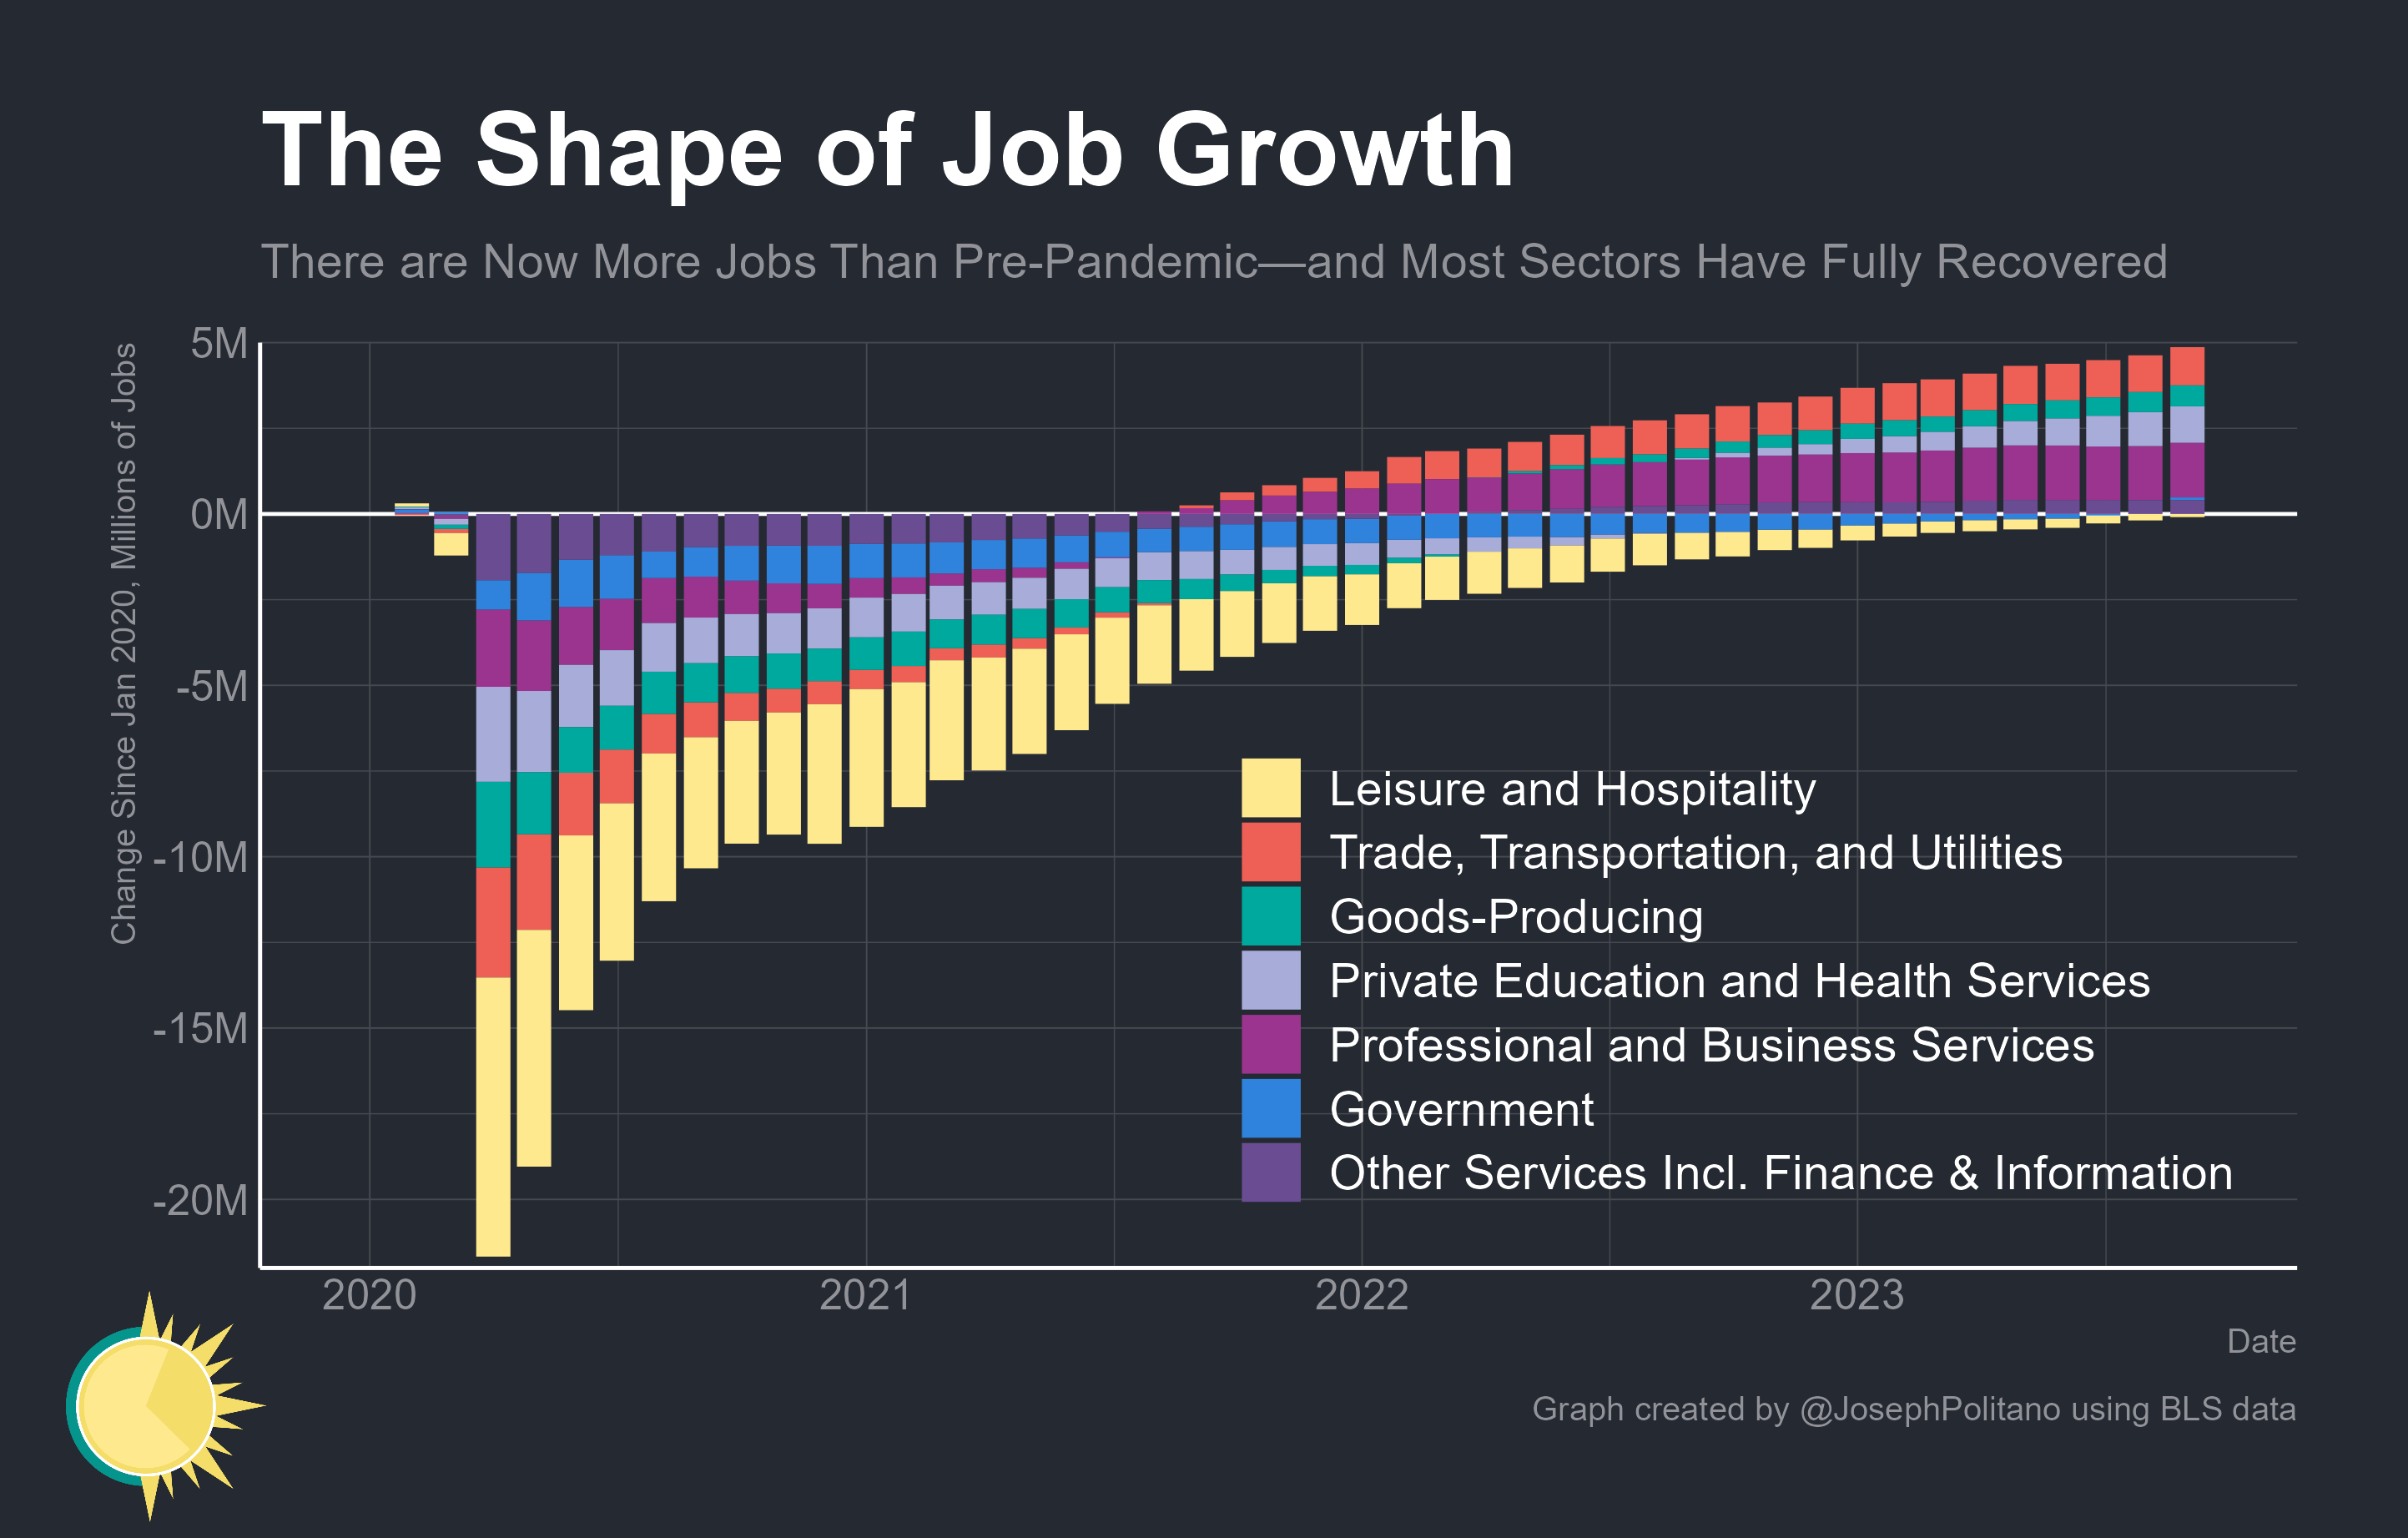 The Shape of Job Growth
There are Now More Jobs Than Pre-Pandemic—and Most Sectors Have Fully Recovered
Change Since Jan 2020, Millions of Jobs
5M
0M
-5M
-10M
-15M
-20M
Leisure and Hospitality
Trade, Transportation, and Utilities
Goods-Producing
Private Education and Health Services
Professional and Business Services
Government
Other Services Incl. Finance & Information
2020 2021 2022 2023
Date
Graph created by @JosephPolitano using BLS data